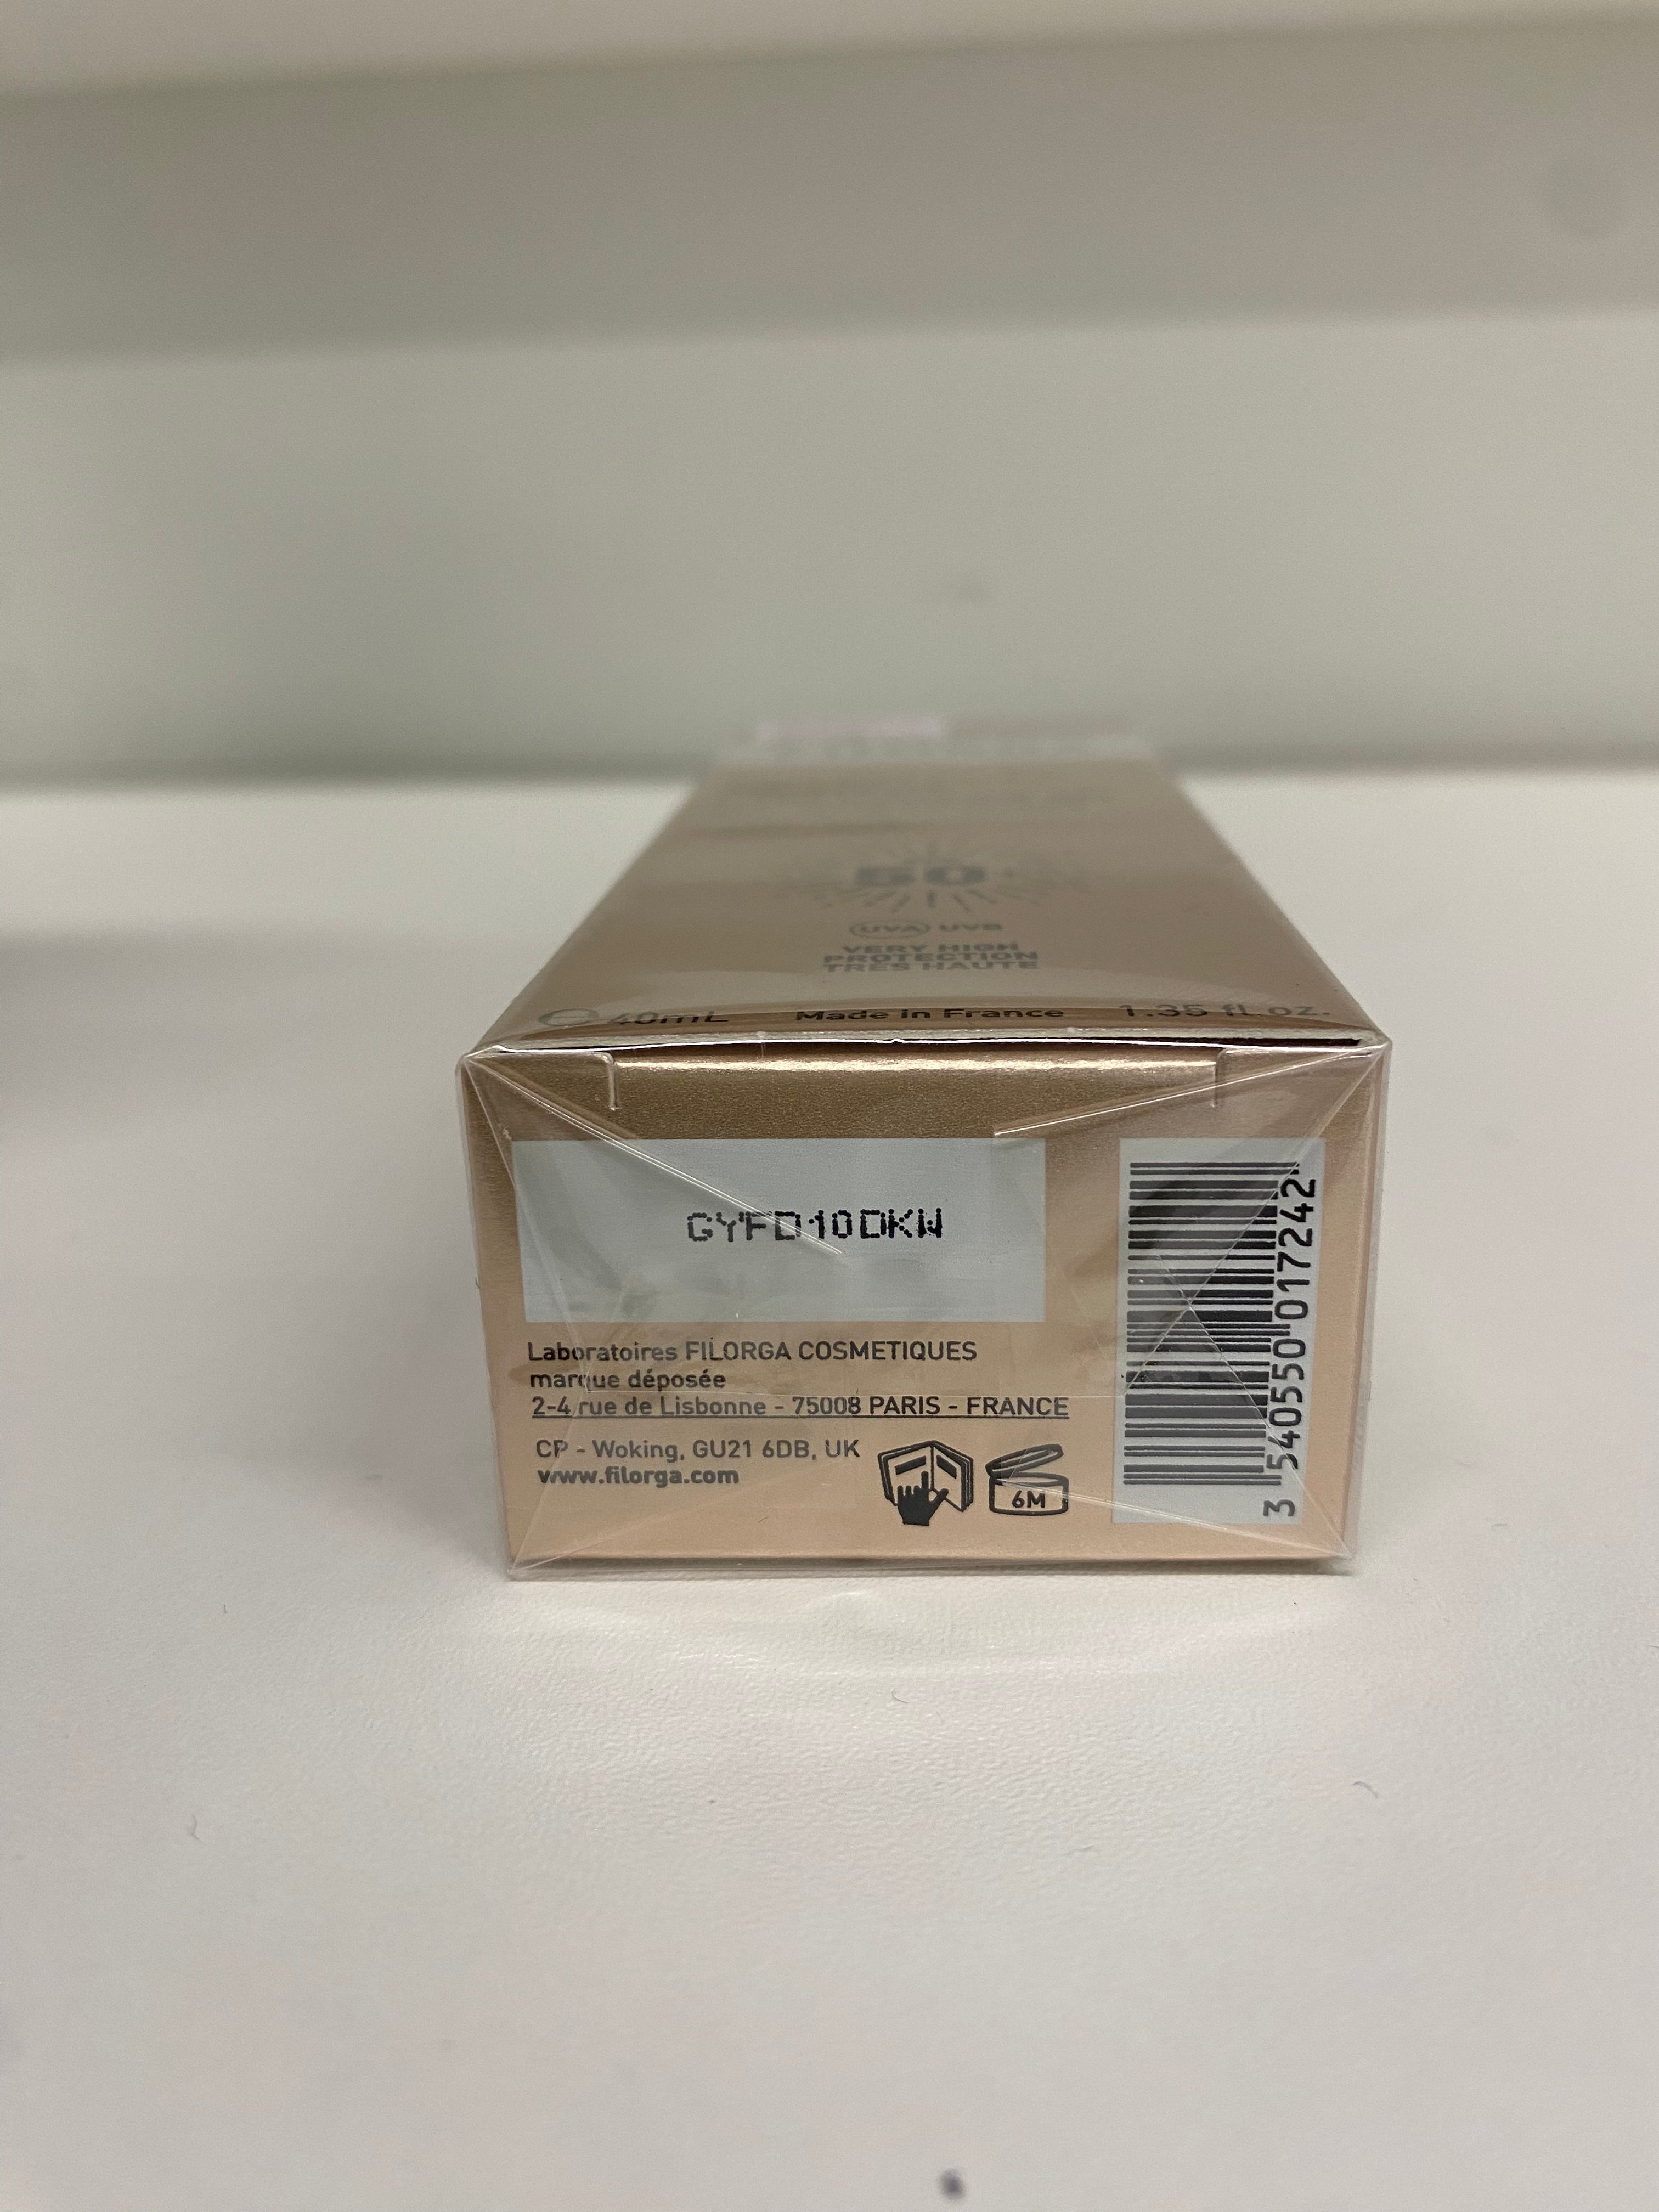 50+
UVA UVB
VERY HIGH
PROTECTION
TRÈS HAUTE
40mL Made in France 1.35 fl.oz.
GYFD10DKW
Laboratoires FILORGA COSMETIQUES
marque déposée
2-4 rue de Lisbonne - 75008 PARIS - FRANCE
CP - Woking, GU21 6DB, UK
www.filorga.com
6M
3 540550 017242